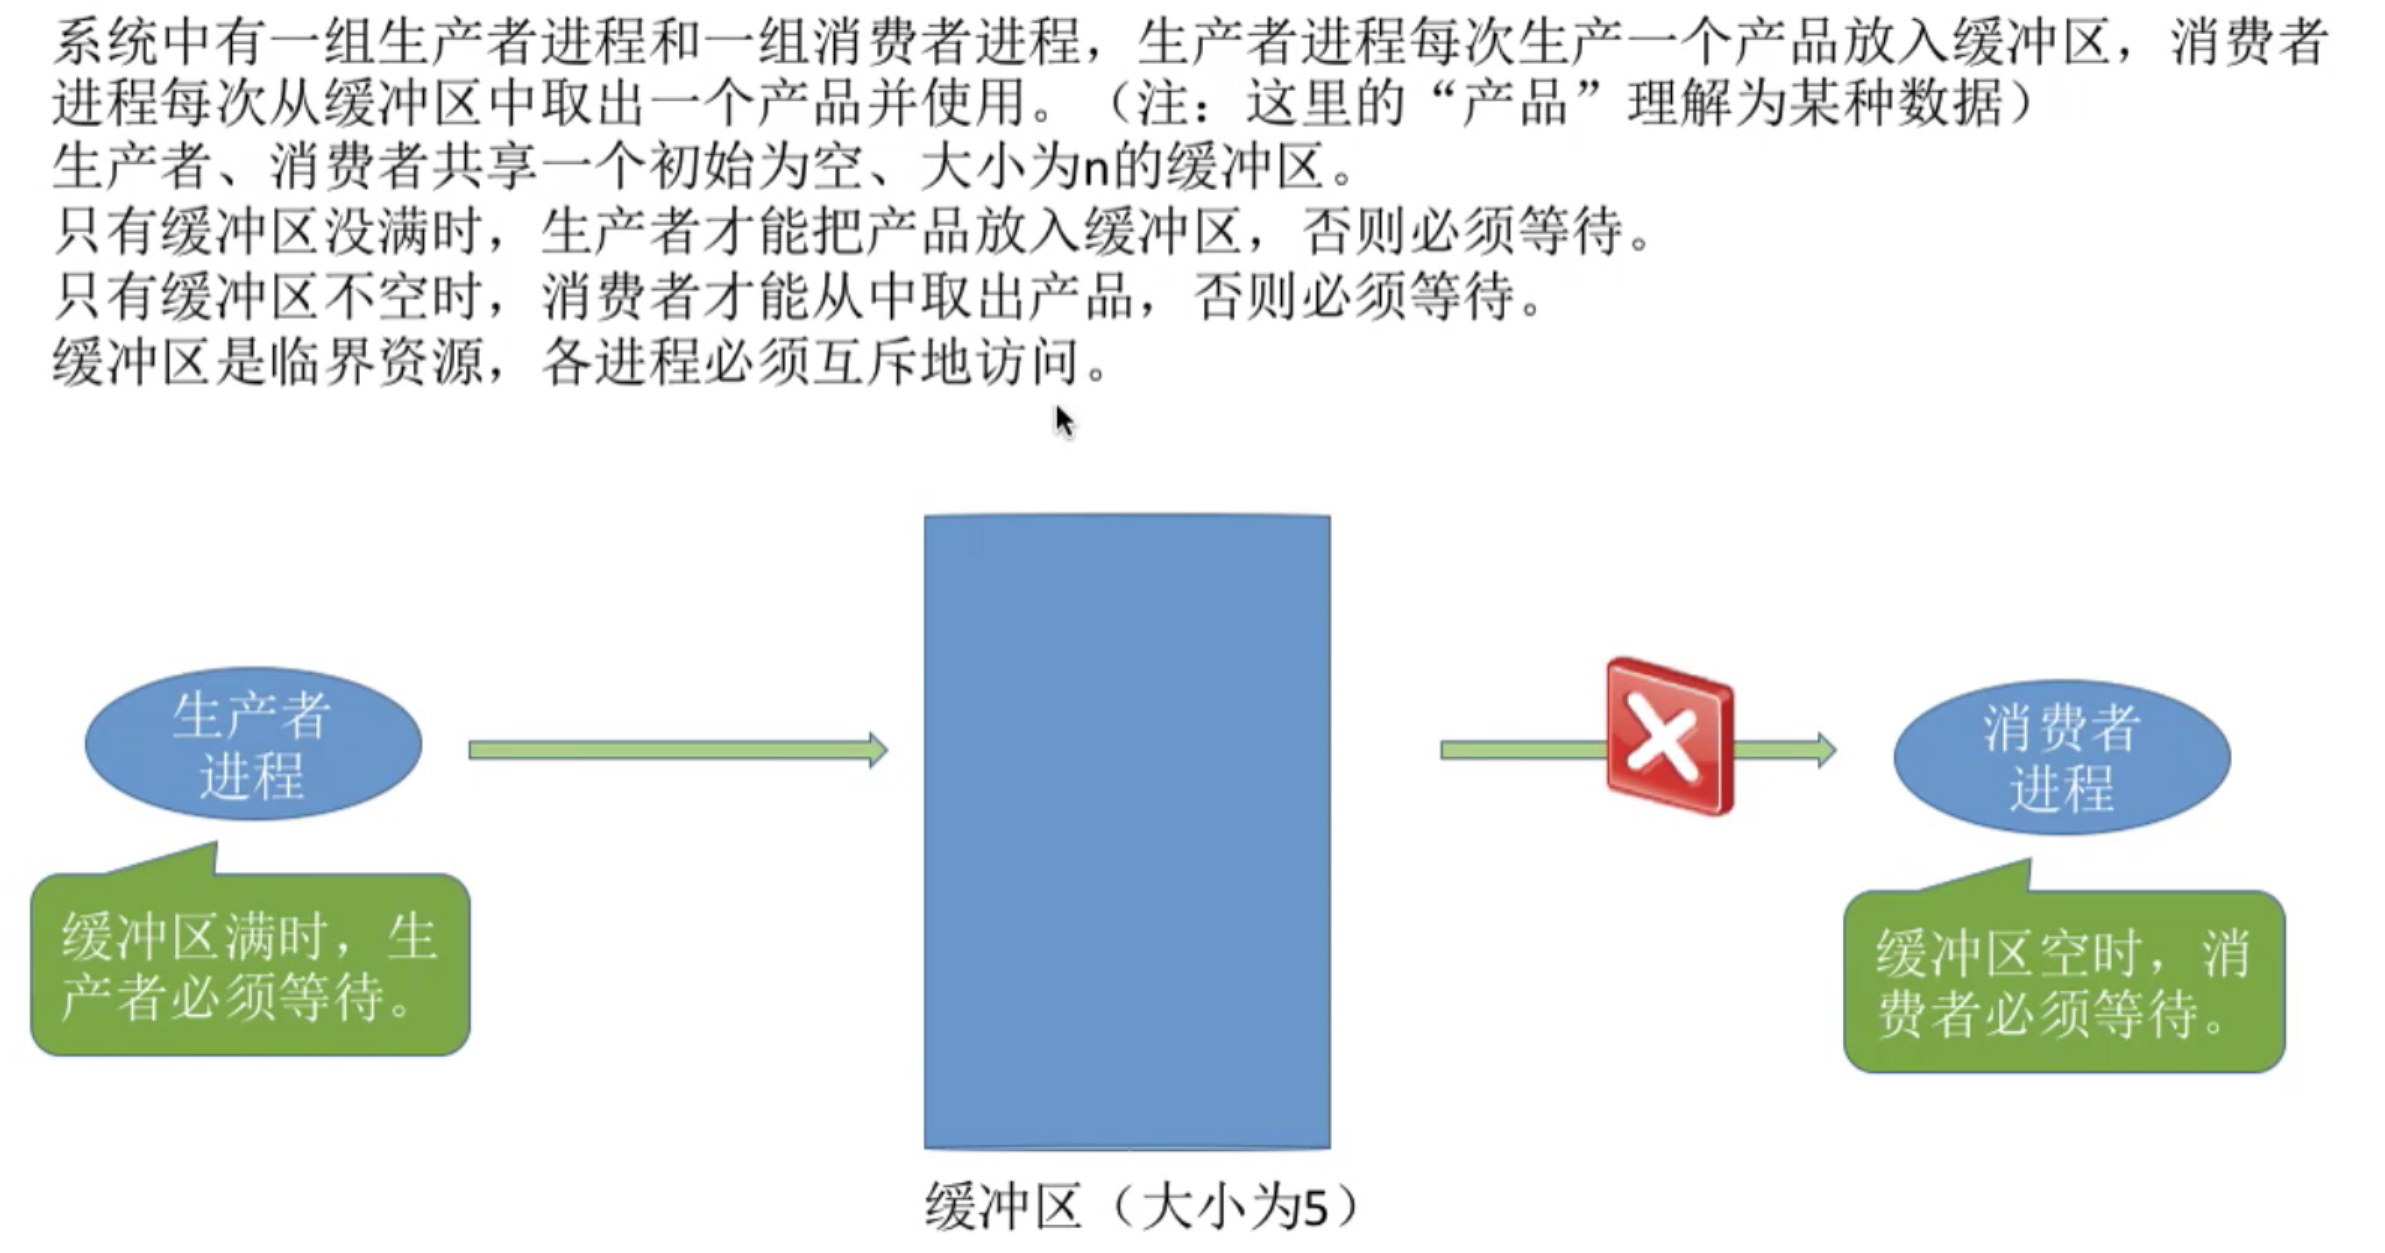 系统中有一组生产者进程和一组消费者进程，生产者进程每次生产一个产品放入缓冲区，消费者
进程每次从缓冲区中取出一个产品并使用。（注：这里的“产品”理解为某种数据）
生产者、消费者共享一个初始为空、大小为n的缓冲区。
只有缓冲区没满时，生产者才能把产品放入缓冲区，否则必须等待。
只有缓冲区不空时，消费者才能从中取出产品，否则必须等待。
缓冲区是临界资源，各进程必须互斥地访问。
生产者
进程
缓冲区满时，生
产者必须等待。
消费者
进程
缓冲区空时，消
费者必须等待。
缓冲区（大小为5）